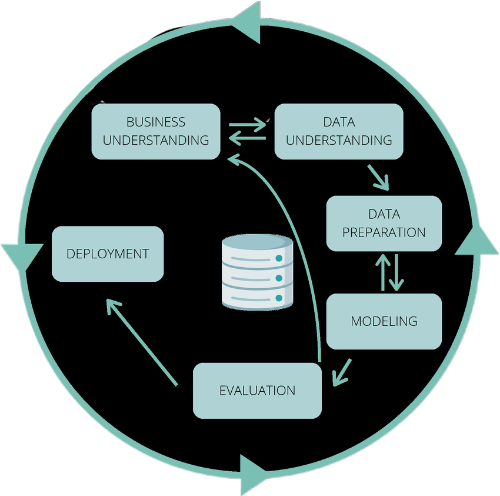 BUSINESS
UNDERSTANDING
DATA
UNDERSTANDING
DATA
PREPARATION
DEPLOYMENT
MODELING
EVALUATION